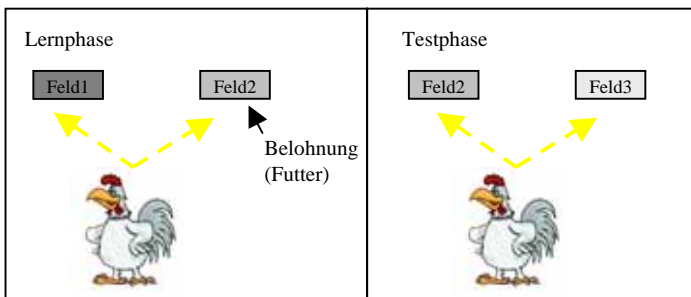 Lernphase
Feld1 Feld2
Belohnung
(Futter)
Testphase
Feld2 Feld3